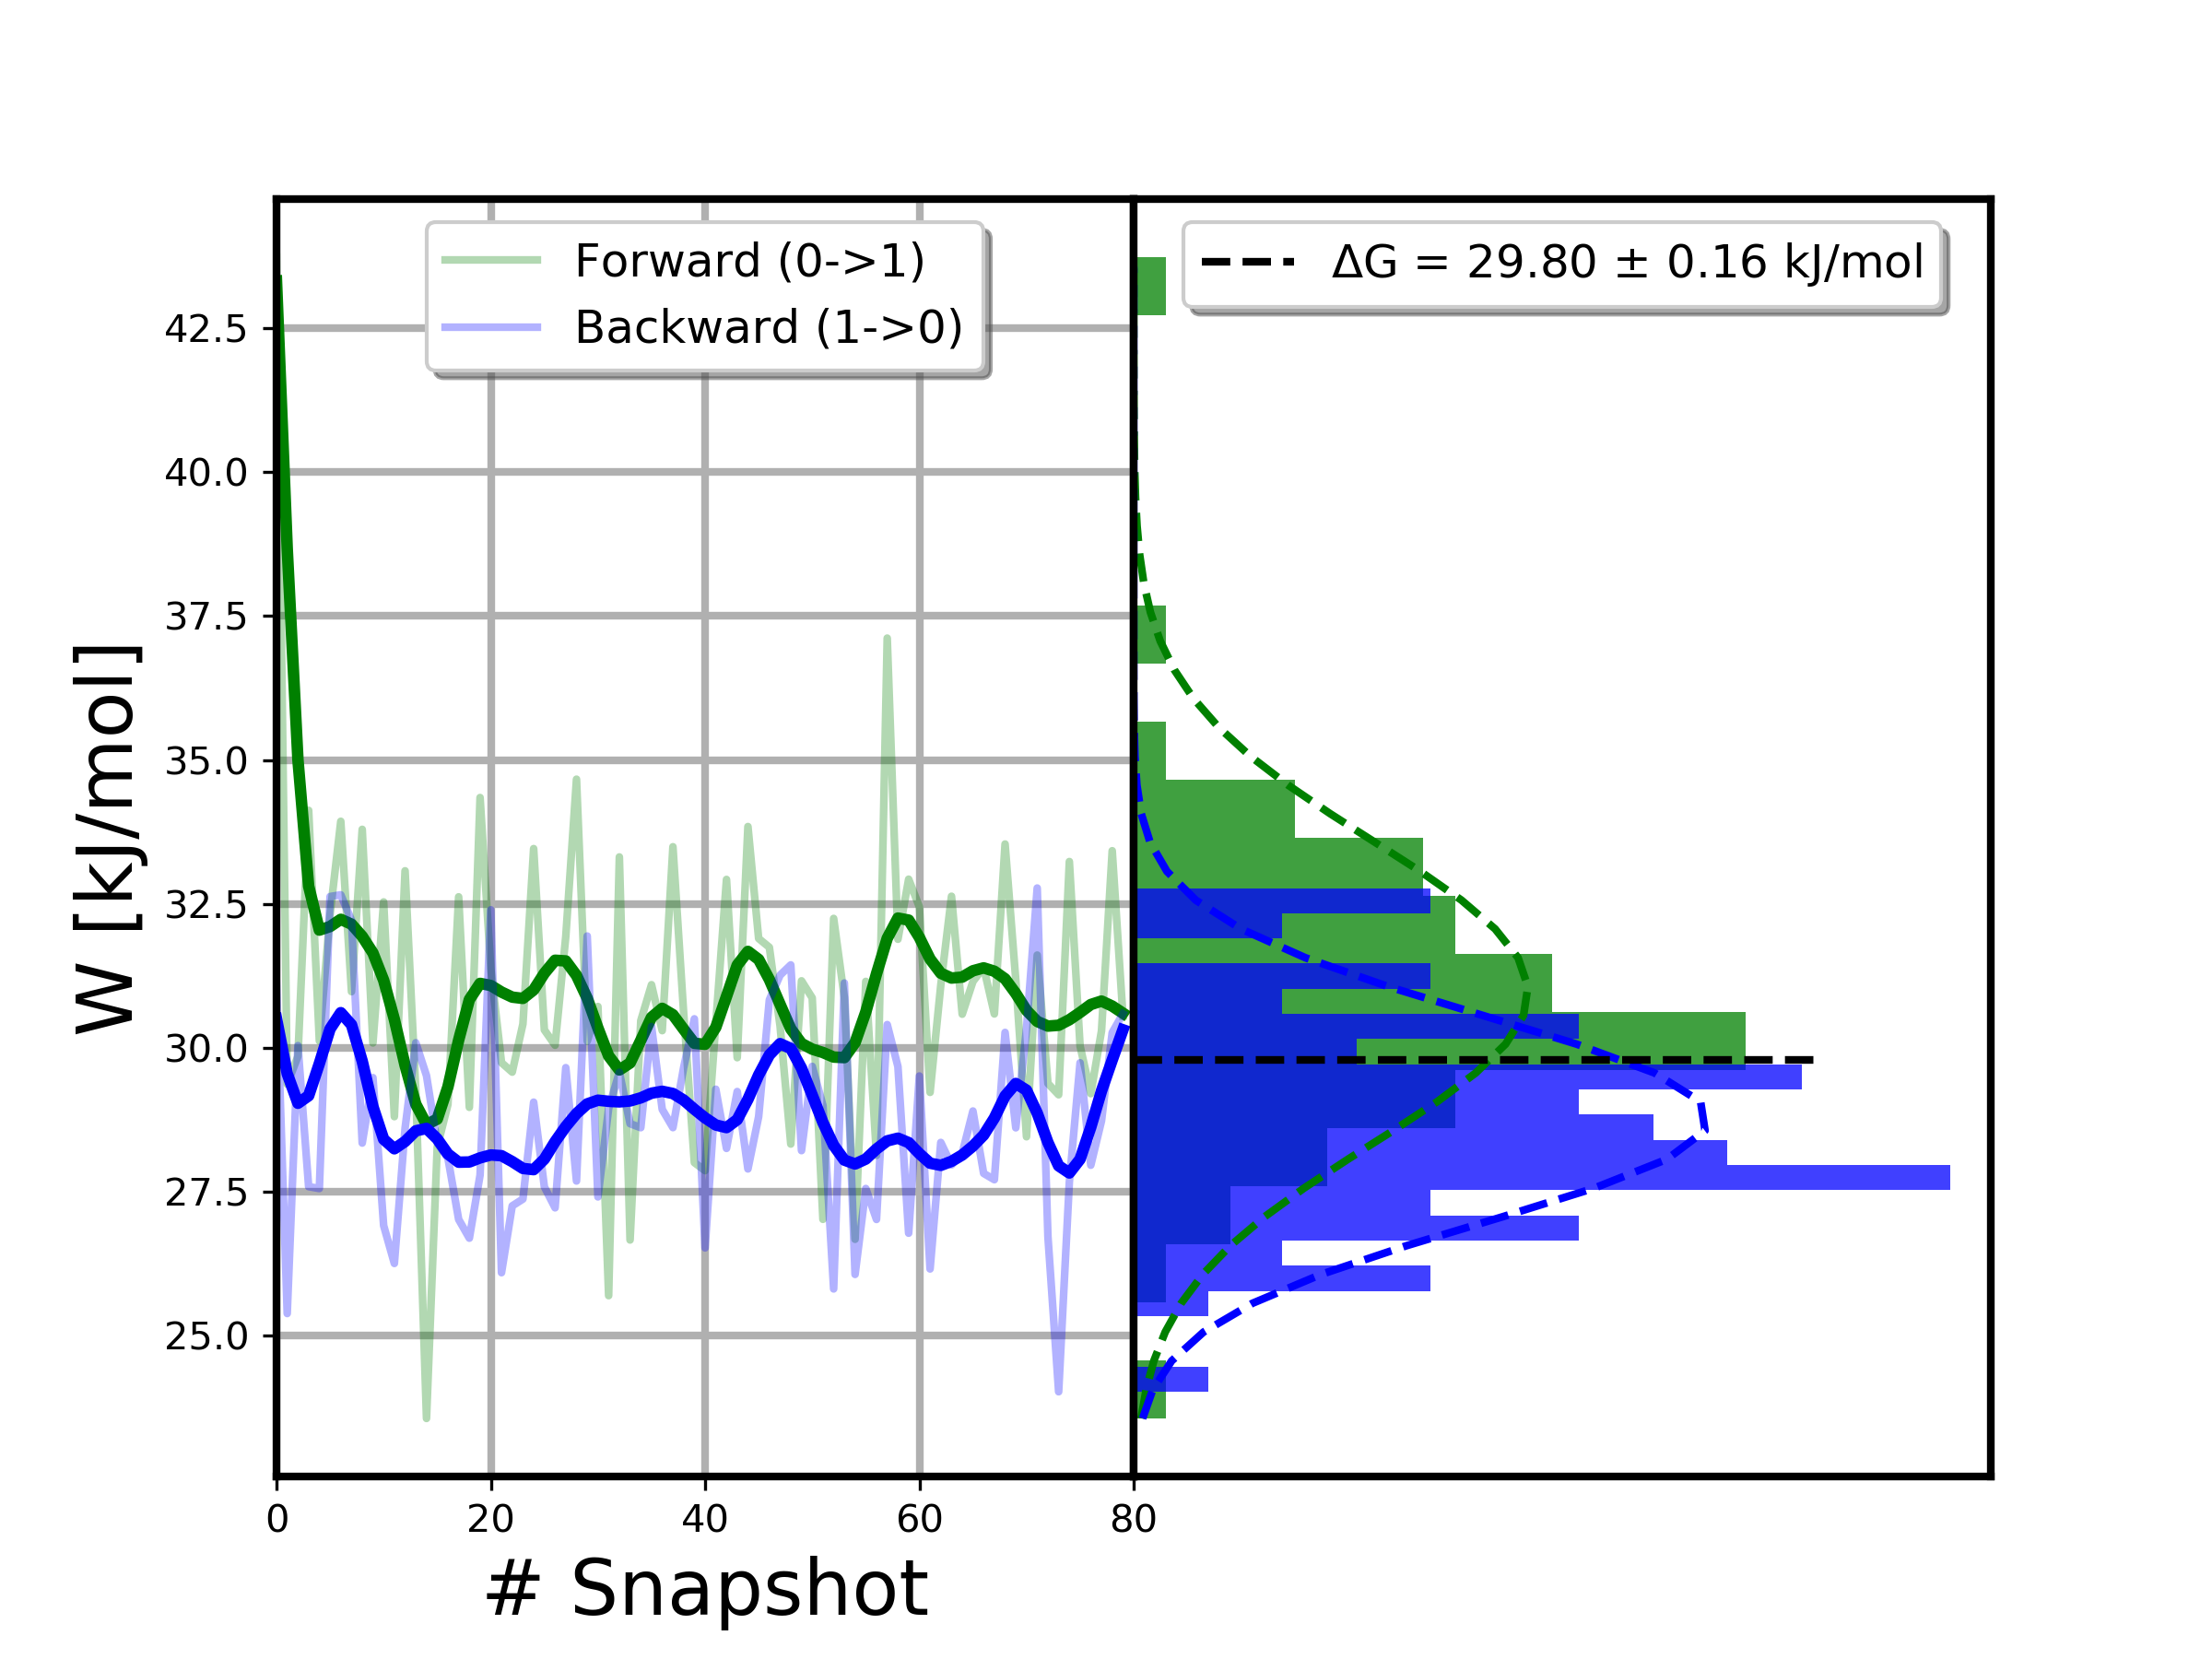 Forward (0->1)
Backward (1->0)
ΔG = 29.80 ± 0.16 kJ/mol
W [kJ/mol]
42.5
40.0
37.5
35.0
32.5
30.0
27.5
25.0
0 20 40 60 80
# Snapshot